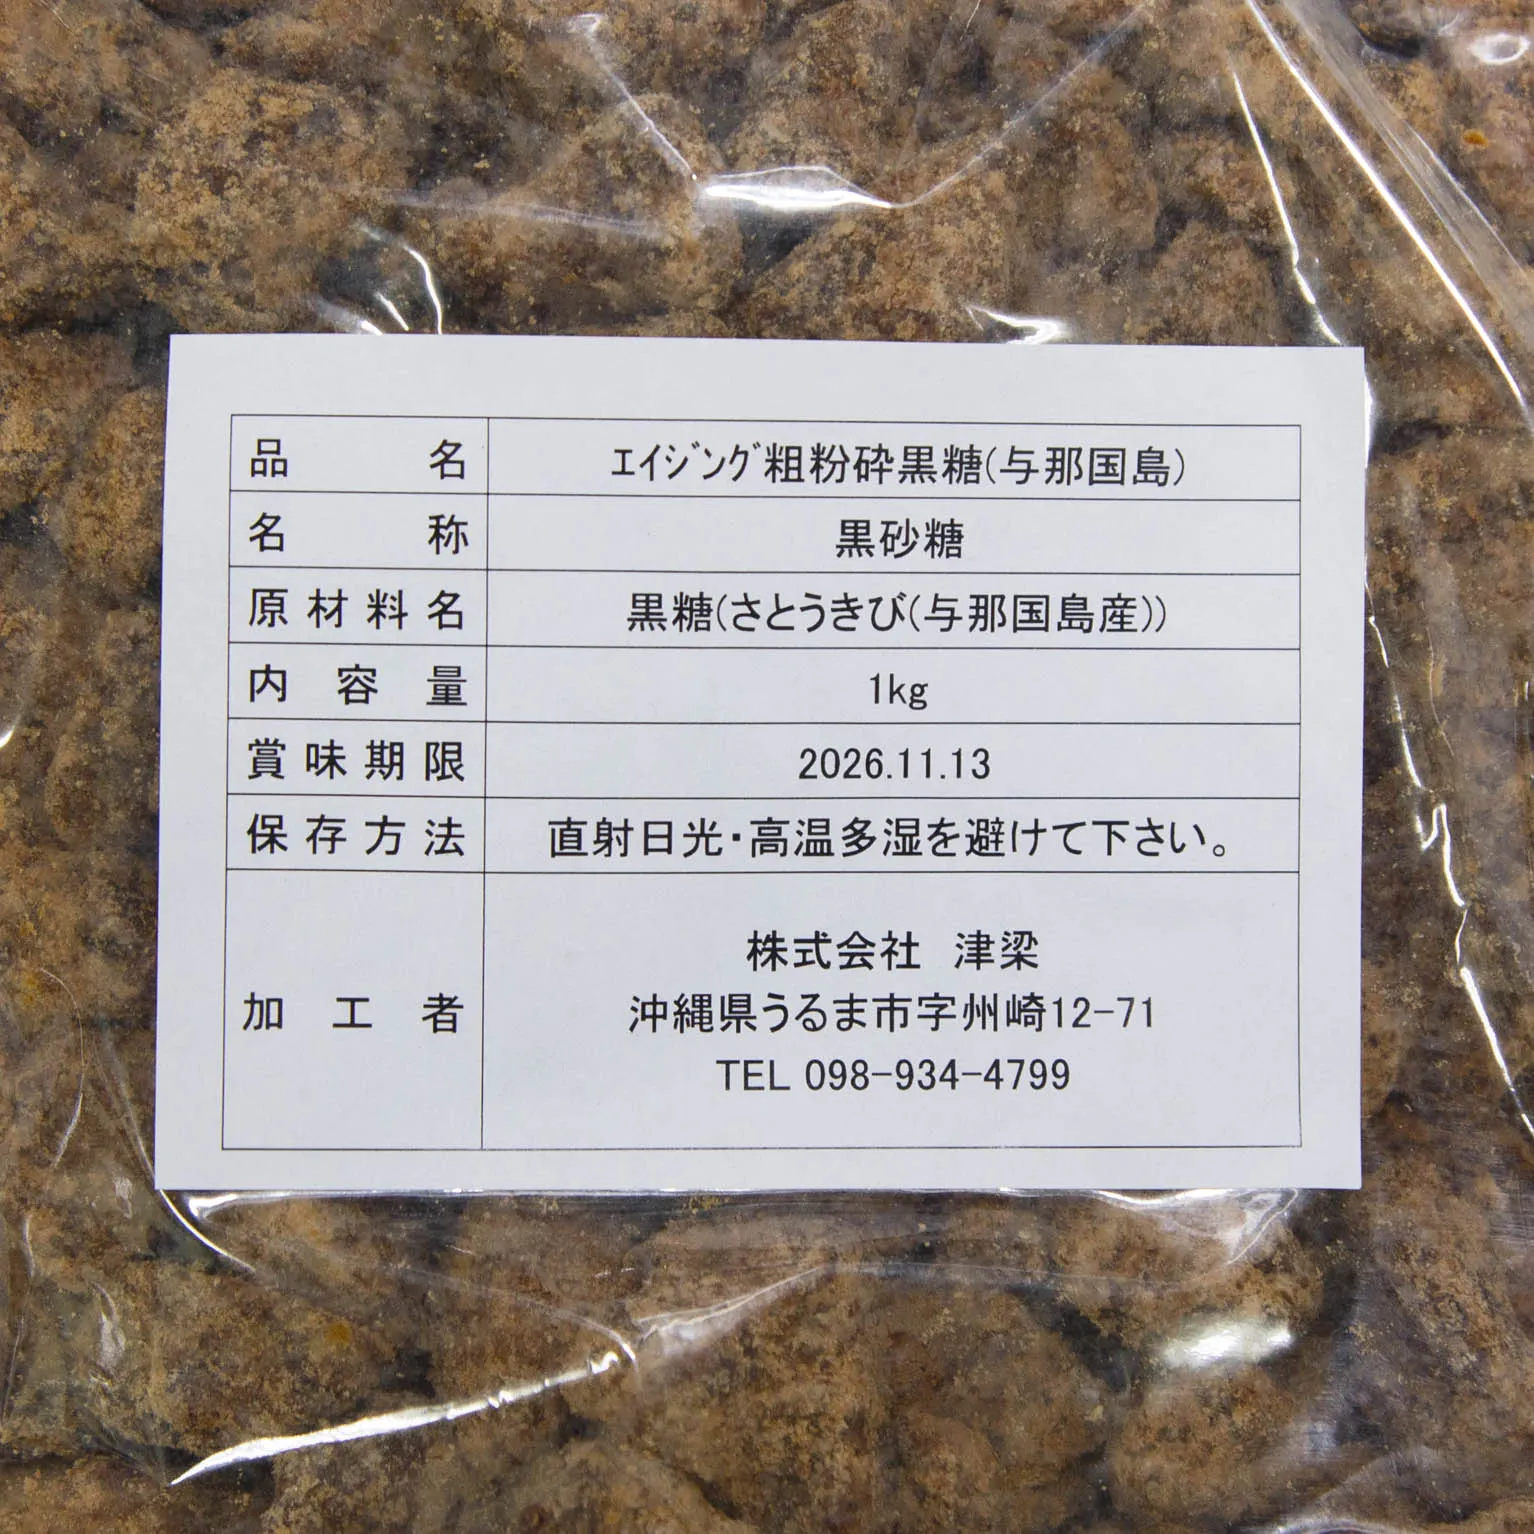 品名 ｴｲｼﾞﾝｸﾞ粗粉砕黒糖(与那国島)
名称 黒砂糖
原材料名 黒糖(さとうきび(与那国島産))
内容量 1kg
賞味期限 2026.11.13
保存方法 直射日光・高温多湿を避けて下さい。
加工者 株式会社 津梁
沖縄県うるま市字州崎12-71
TEL 098-934-4799